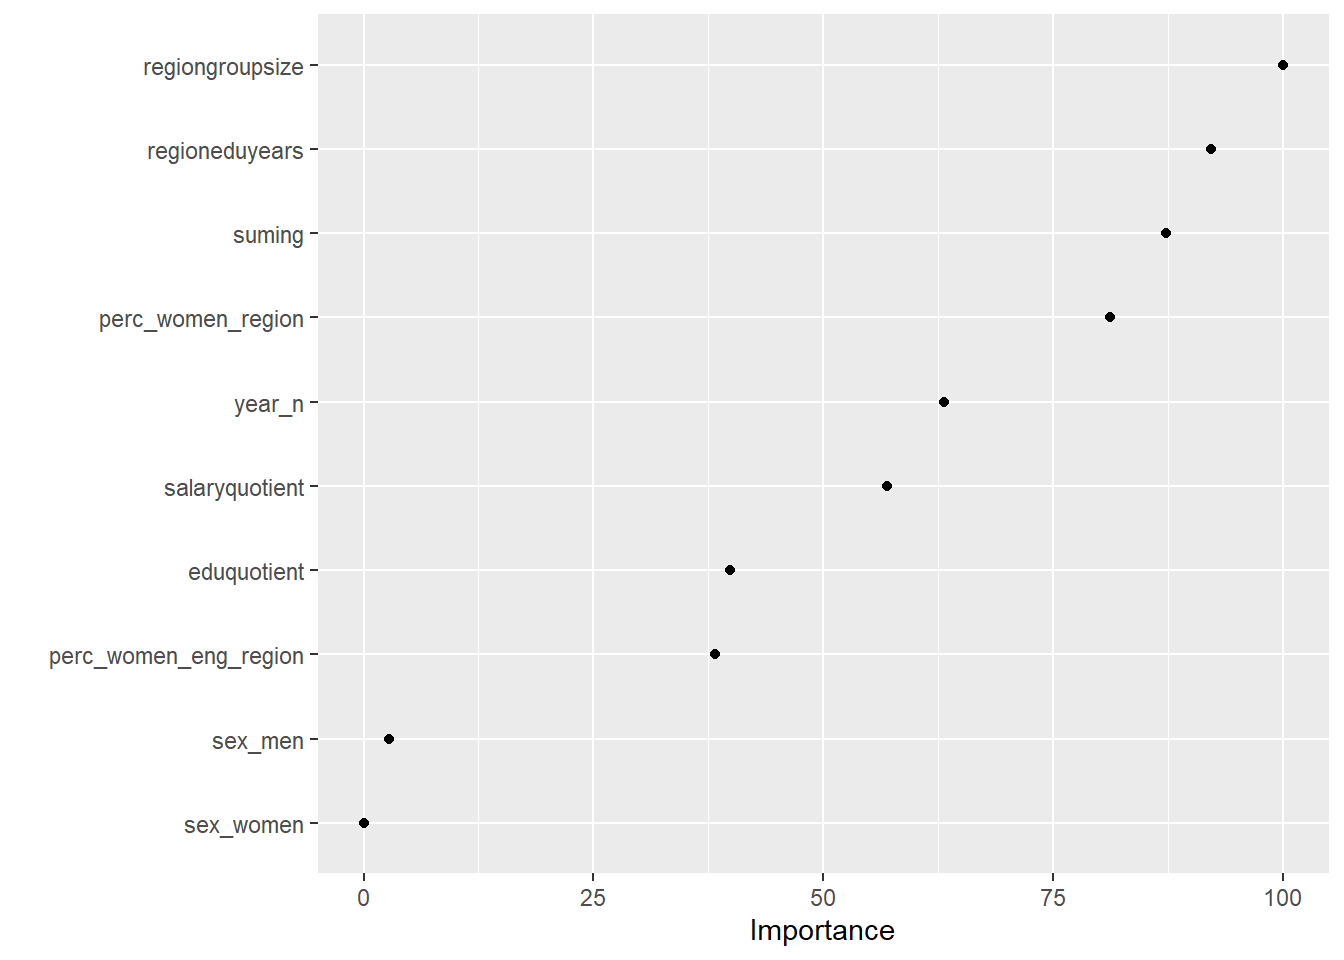 regiongroupsize
regioneduyears
suming
perc_women_region
year_n
salaryquotient
eduquotient
perc_women_eng_region
sex_men
sex_women
0 25 50 75 100
Importance